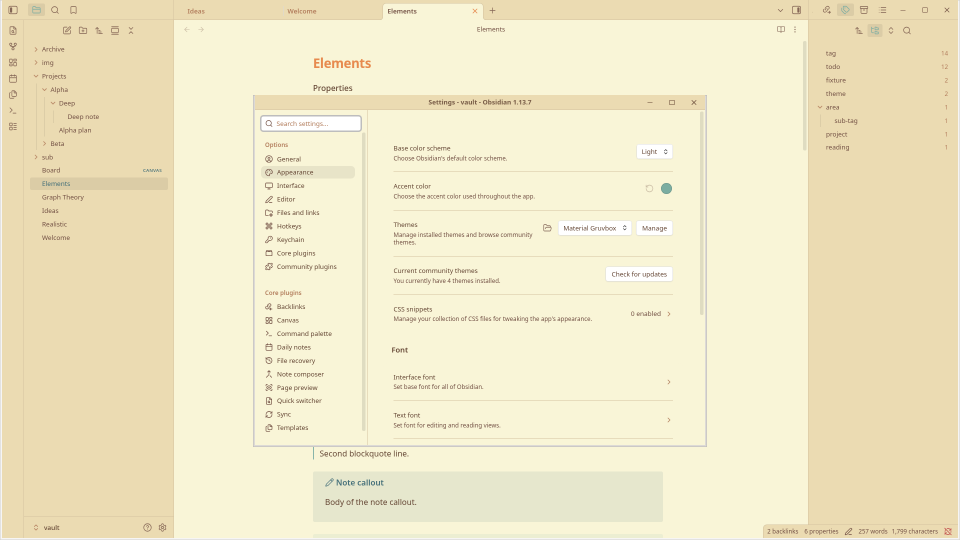 Ideas
Welcome
Elements
Elements
Archive
img
Projects
Alpha
Deep
Deep note
Alpha plan
Beta
sub
Board
CANVAS
Elements
Graph Theory
Ideas
Realistic
Welcome
vault
Elements
Properties
Settings - vault - Obsidian 1.13.7
Search settings...
Options
General
Appearance
Interface
Editor
Files and links
Hotkeys
Keychain
Core plugins
Community plugins
Core plugins
Backlinks
Canvas
Command palette
Daily notes
File recovery
Note composer
Page preview
Quick switcher
Sync
Templates
Base color scheme
Choose Obsidian's default color scheme.
Light
Accent color
Choose the accent color used throughout the app.
Themes
Manage installed themes and browse community
themes.
Material Gruvbox
Manage
Current community themes
You currently have 4 themes installed.
Check for updates
CSS snippets
Manage your collection of CSS files for tweaking the app's appearance.
0 enabled
Font
Interface font
Set base font for all of Obsidian.
Text font
Set font for editing and reading views.
Second blockquote line.
Note callout
Body of the note callout.
tag 14
todo 12
fixture 2
theme 2
area 1
sub-tag 1
project 1
reading 1
2 backlinks 6 properties 257 words 1,799 characters